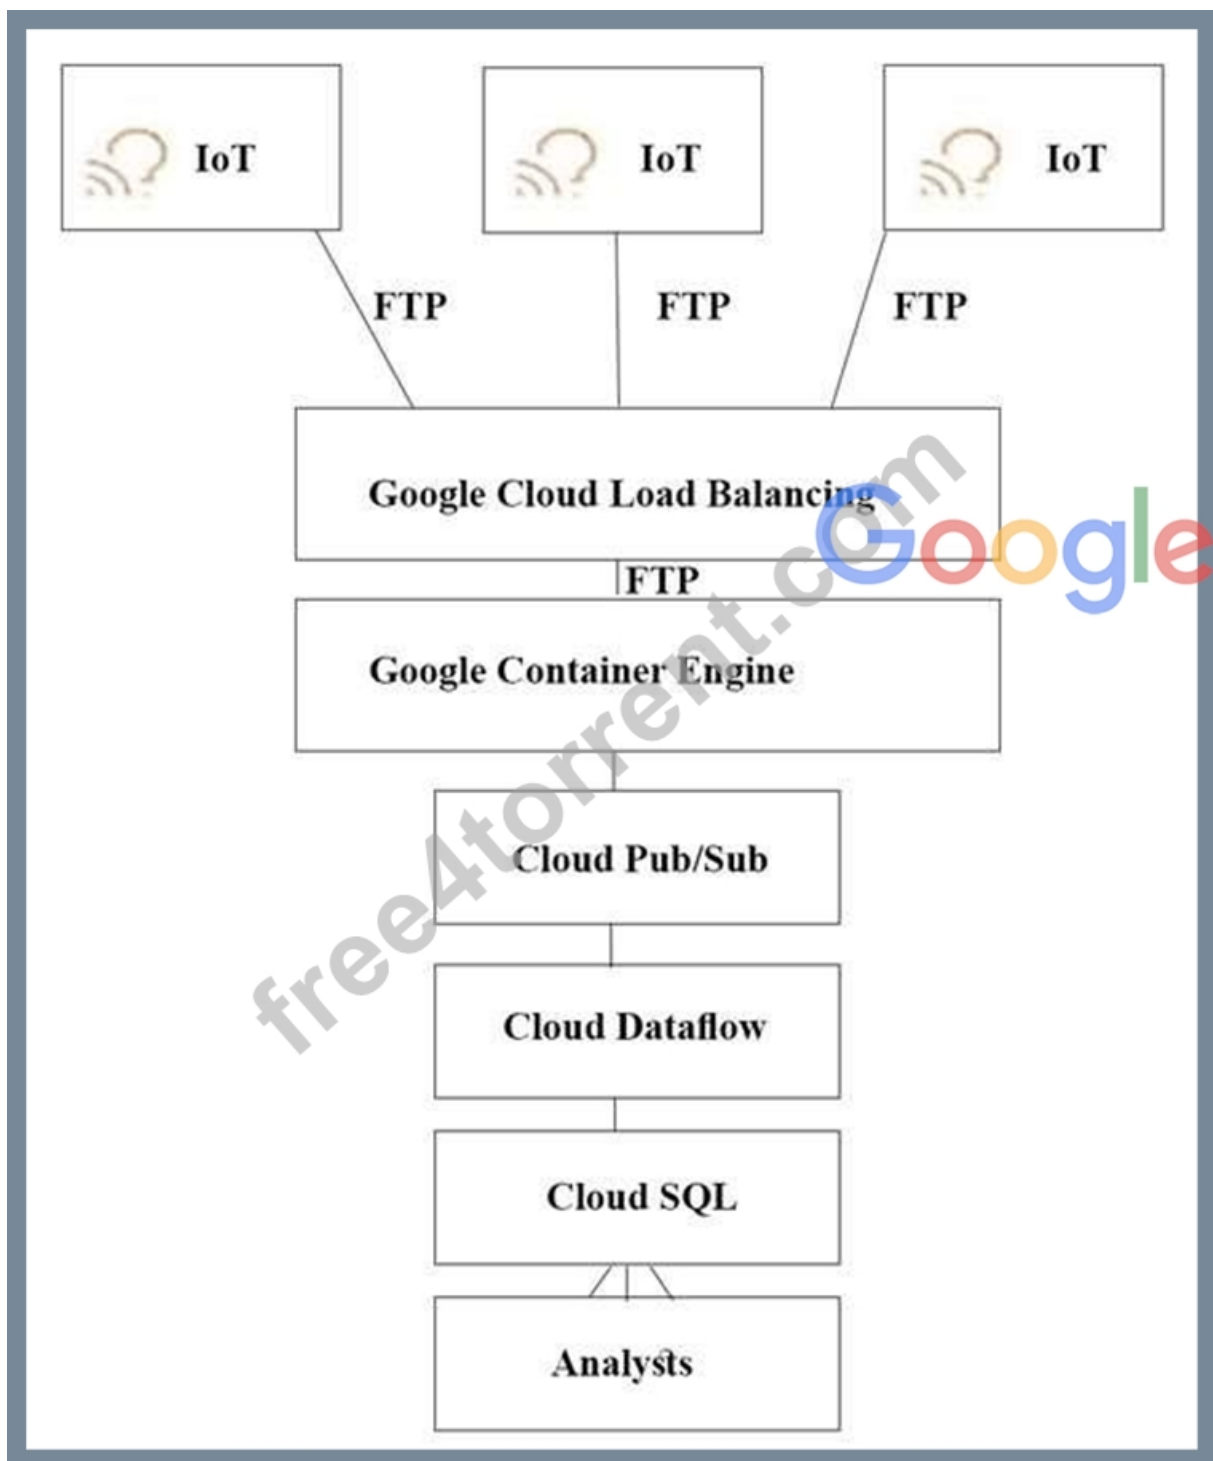 IoT
IoT
IoT
FTP
FTP
FTP
Google Cloud Load Balancing
Google
FTP
Google Container Engine
Cloud Pub/Sub
Cloud Dataflow
Cloud SQL
Analysts
free4torrent.com